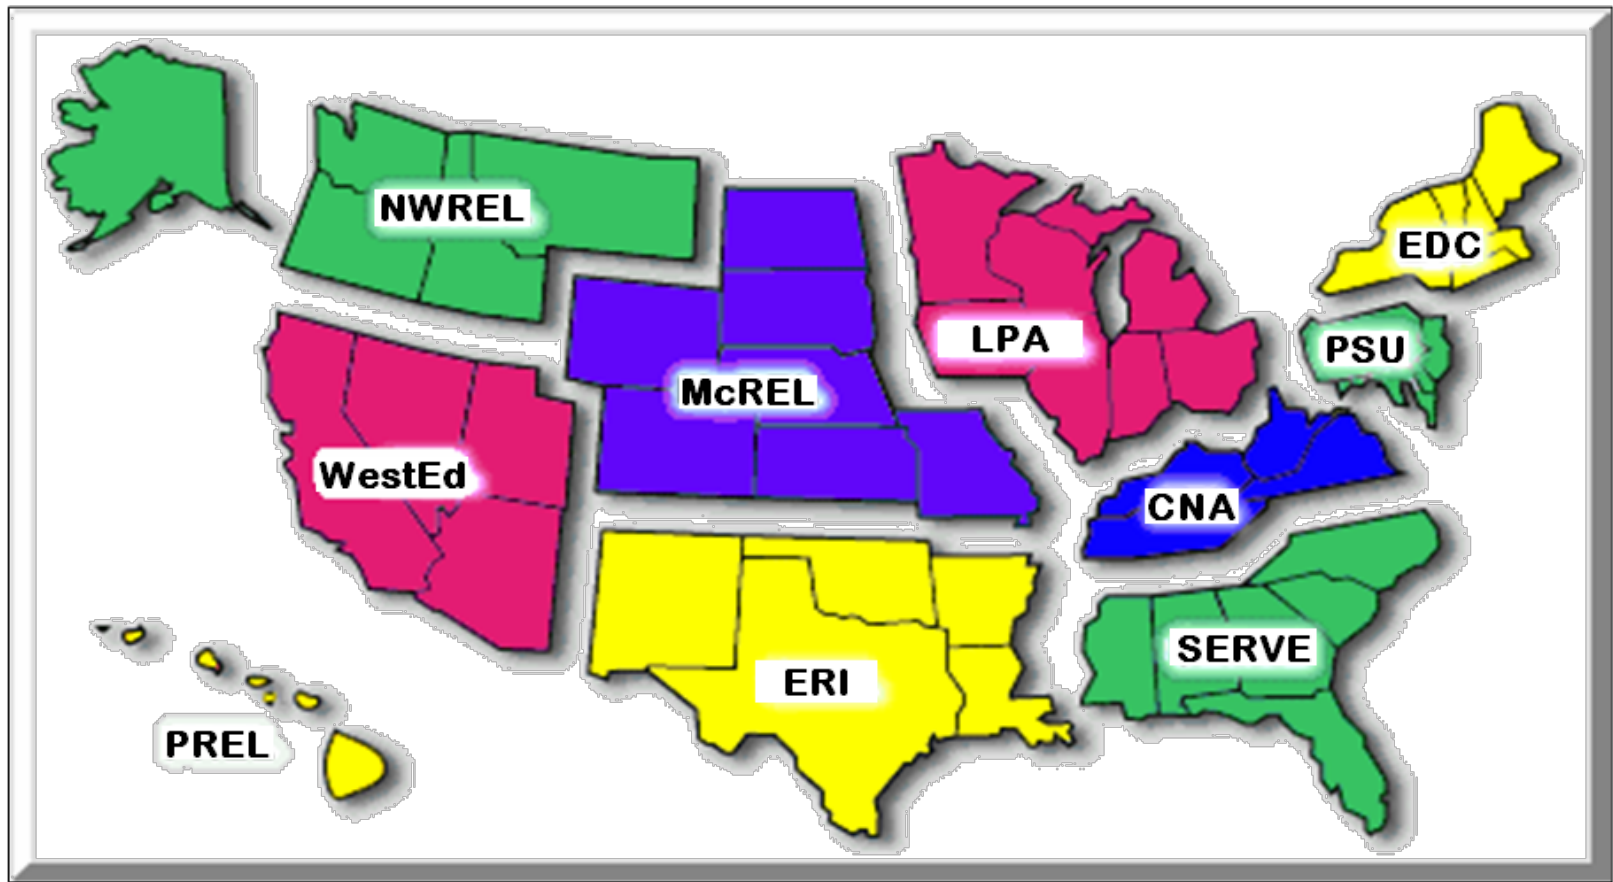 NWREL
EDC
LPA
PSU
McREL
WestEd
CNA
SERVE
ERI
PREL